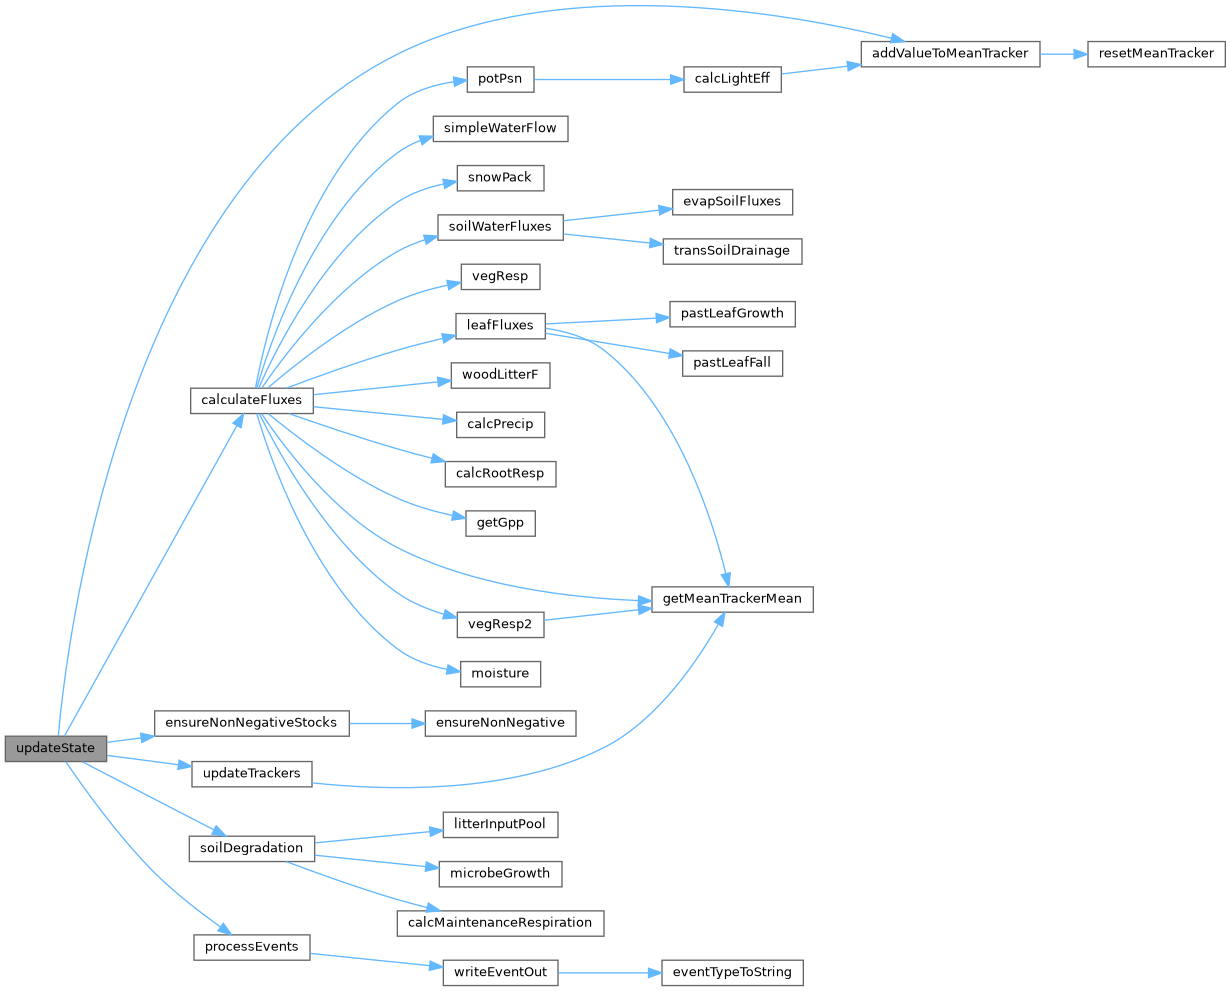 addValueToMeanTracker
resetMeanTracker
potPsn
calcLightEff
simpleWaterFlow
snowPack
evapSoilFluxes
soilWaterFluxes
transSoilDrainage
vegResp
pastLeafGrowth
leafFluxes
pastLeafFall
woodLitterF
calculateFluxes
calcPrecip
calcRootResp
getGpp
getMeanTrackerMean
vegResp2
moisture
ensureNonNegativeStocks
ensureNonNegative
updateState
updateTrackers
litterInputPool
soilDegradation
microbeGrowth
calcMaintenanceRespiration
processEvents
writeEventOut
eventTypeToString